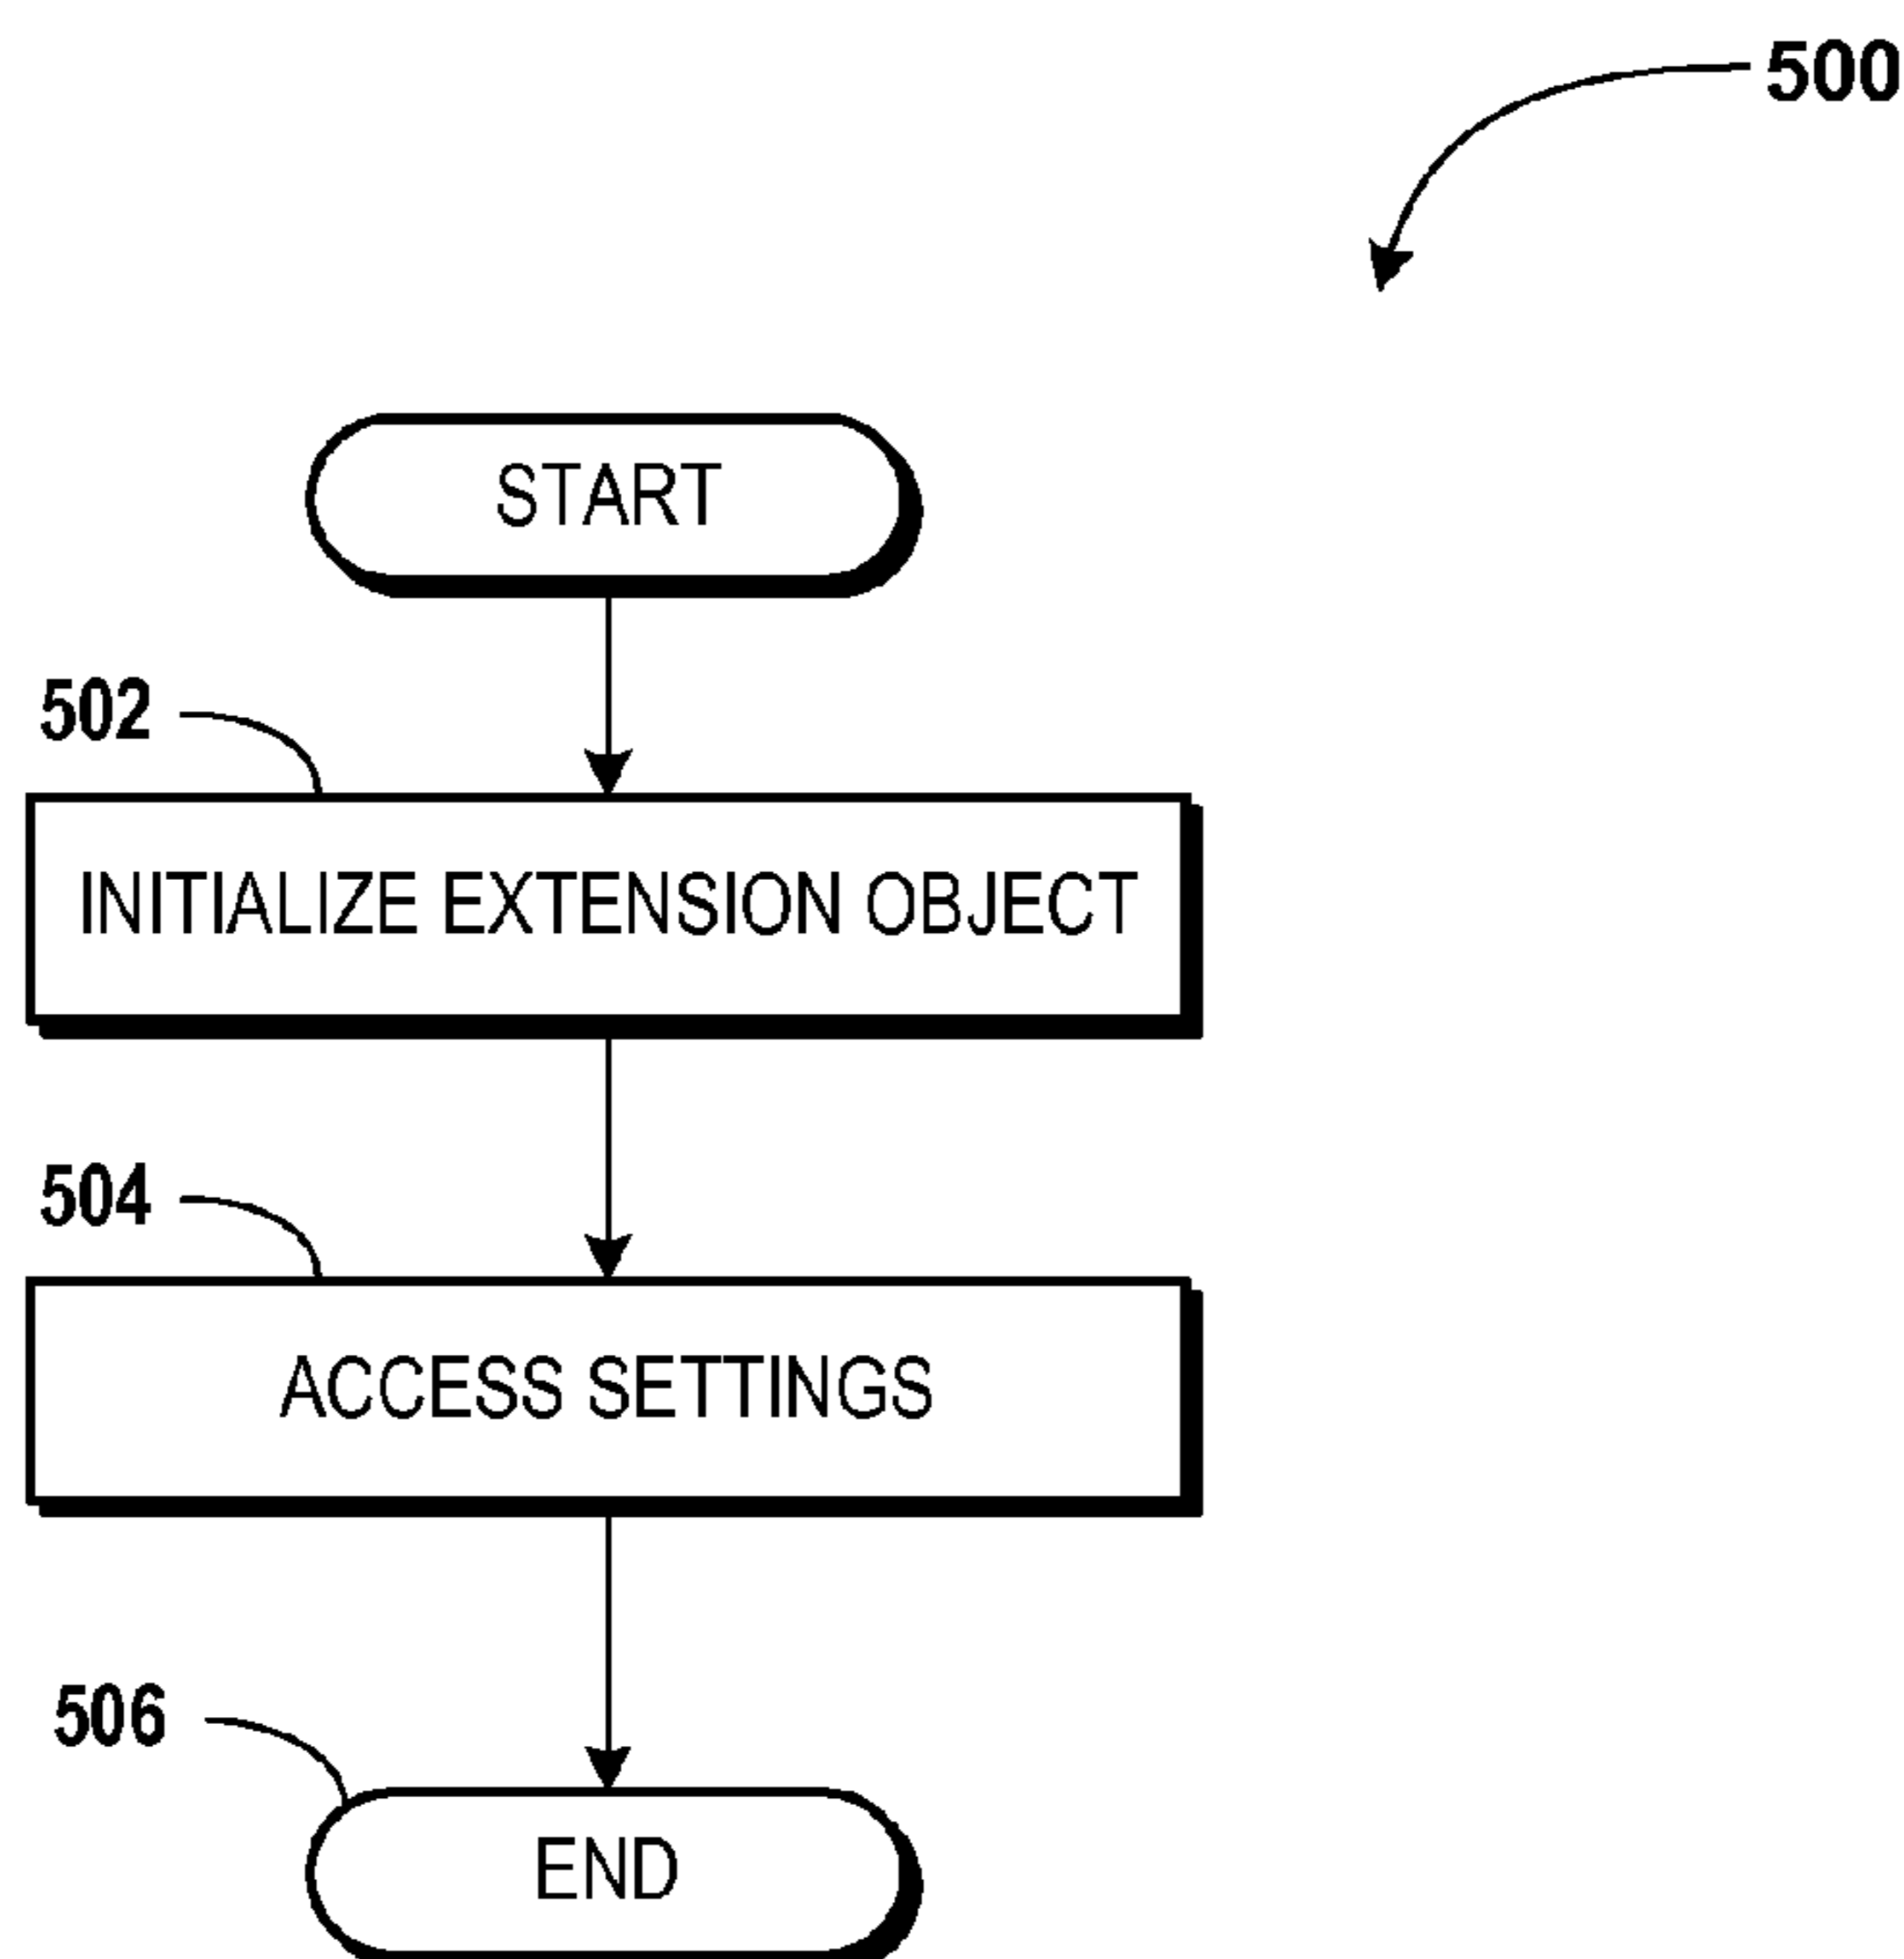 500
START
502
INITIALIZE EXTENSION OBJECT
504
ACCESS SETTINGS
506
END